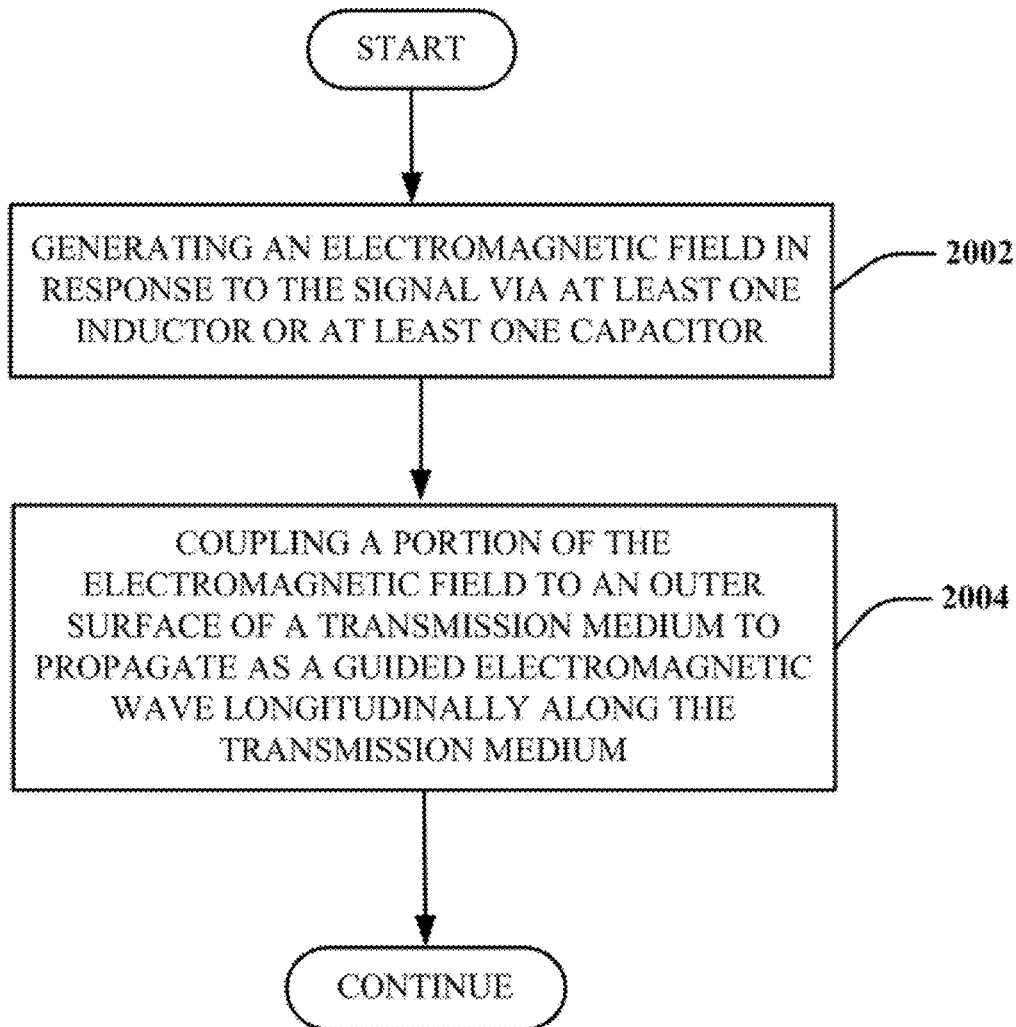 START
GENERATING AN ELECTROMAGNETIC FIELD IN
RESPONSE TO THE SIGNAL VIA AT LEAST ONE
INDUCTOR OR AT LEAST ONE CAPACITOR
2002
COUPLING A PORTION OF THE
ELECTROMAGNETIC FIELD TO AN OUTER
SURFACE OF A TRANSMISSION MEDIUM TO
PROPAGATE AS A GUIDED ELECTROMAGNETIC
WAVE LONGITUDINALLY ALONG THE
TRANSMISSION MEDIUM
2004
CONTINUE